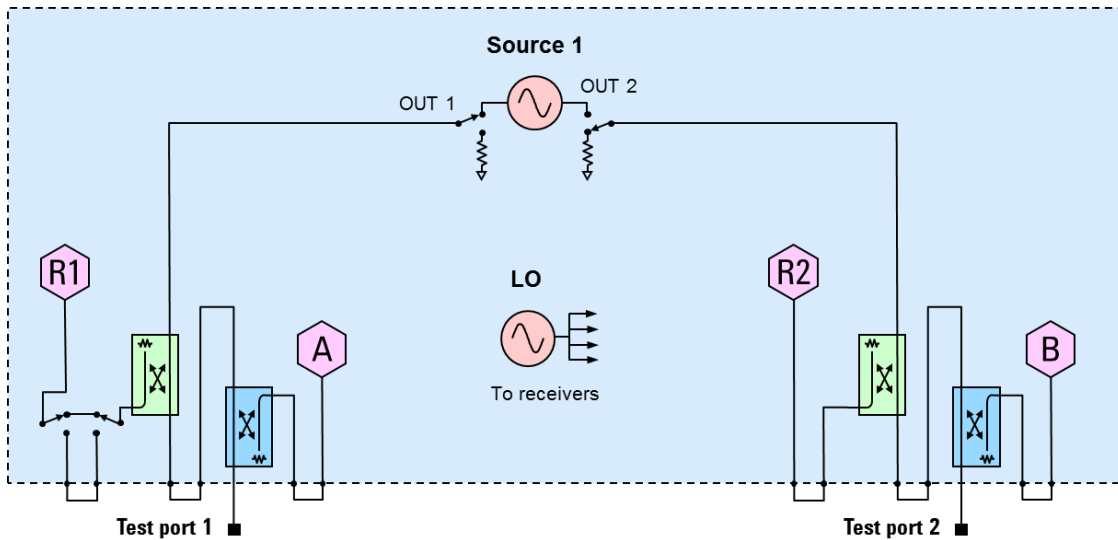 Source 1
OUT 1
OUT 2
R1
R2
LO
A
B
To receivers
Test port 1
Test port 2